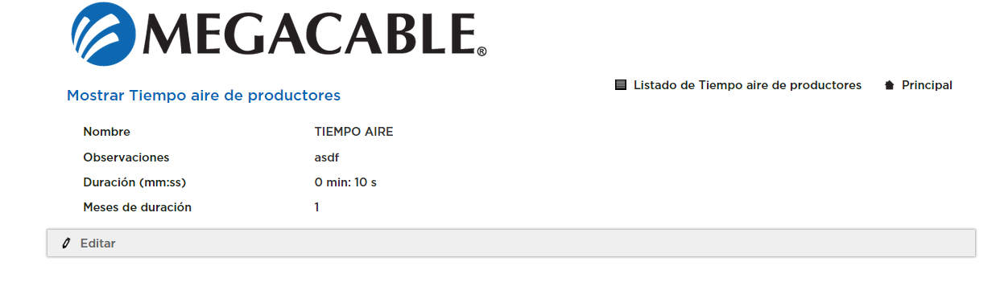 MEGACABLE®
Listado de Tiempo aire de productores Principal
Mostrar Tiempo aire de productores
Nombre TIEMPO AIRE
Observaciones asdf
Duración (mm:ss) 0 min: 10 s
Meses de duración 1
Editar